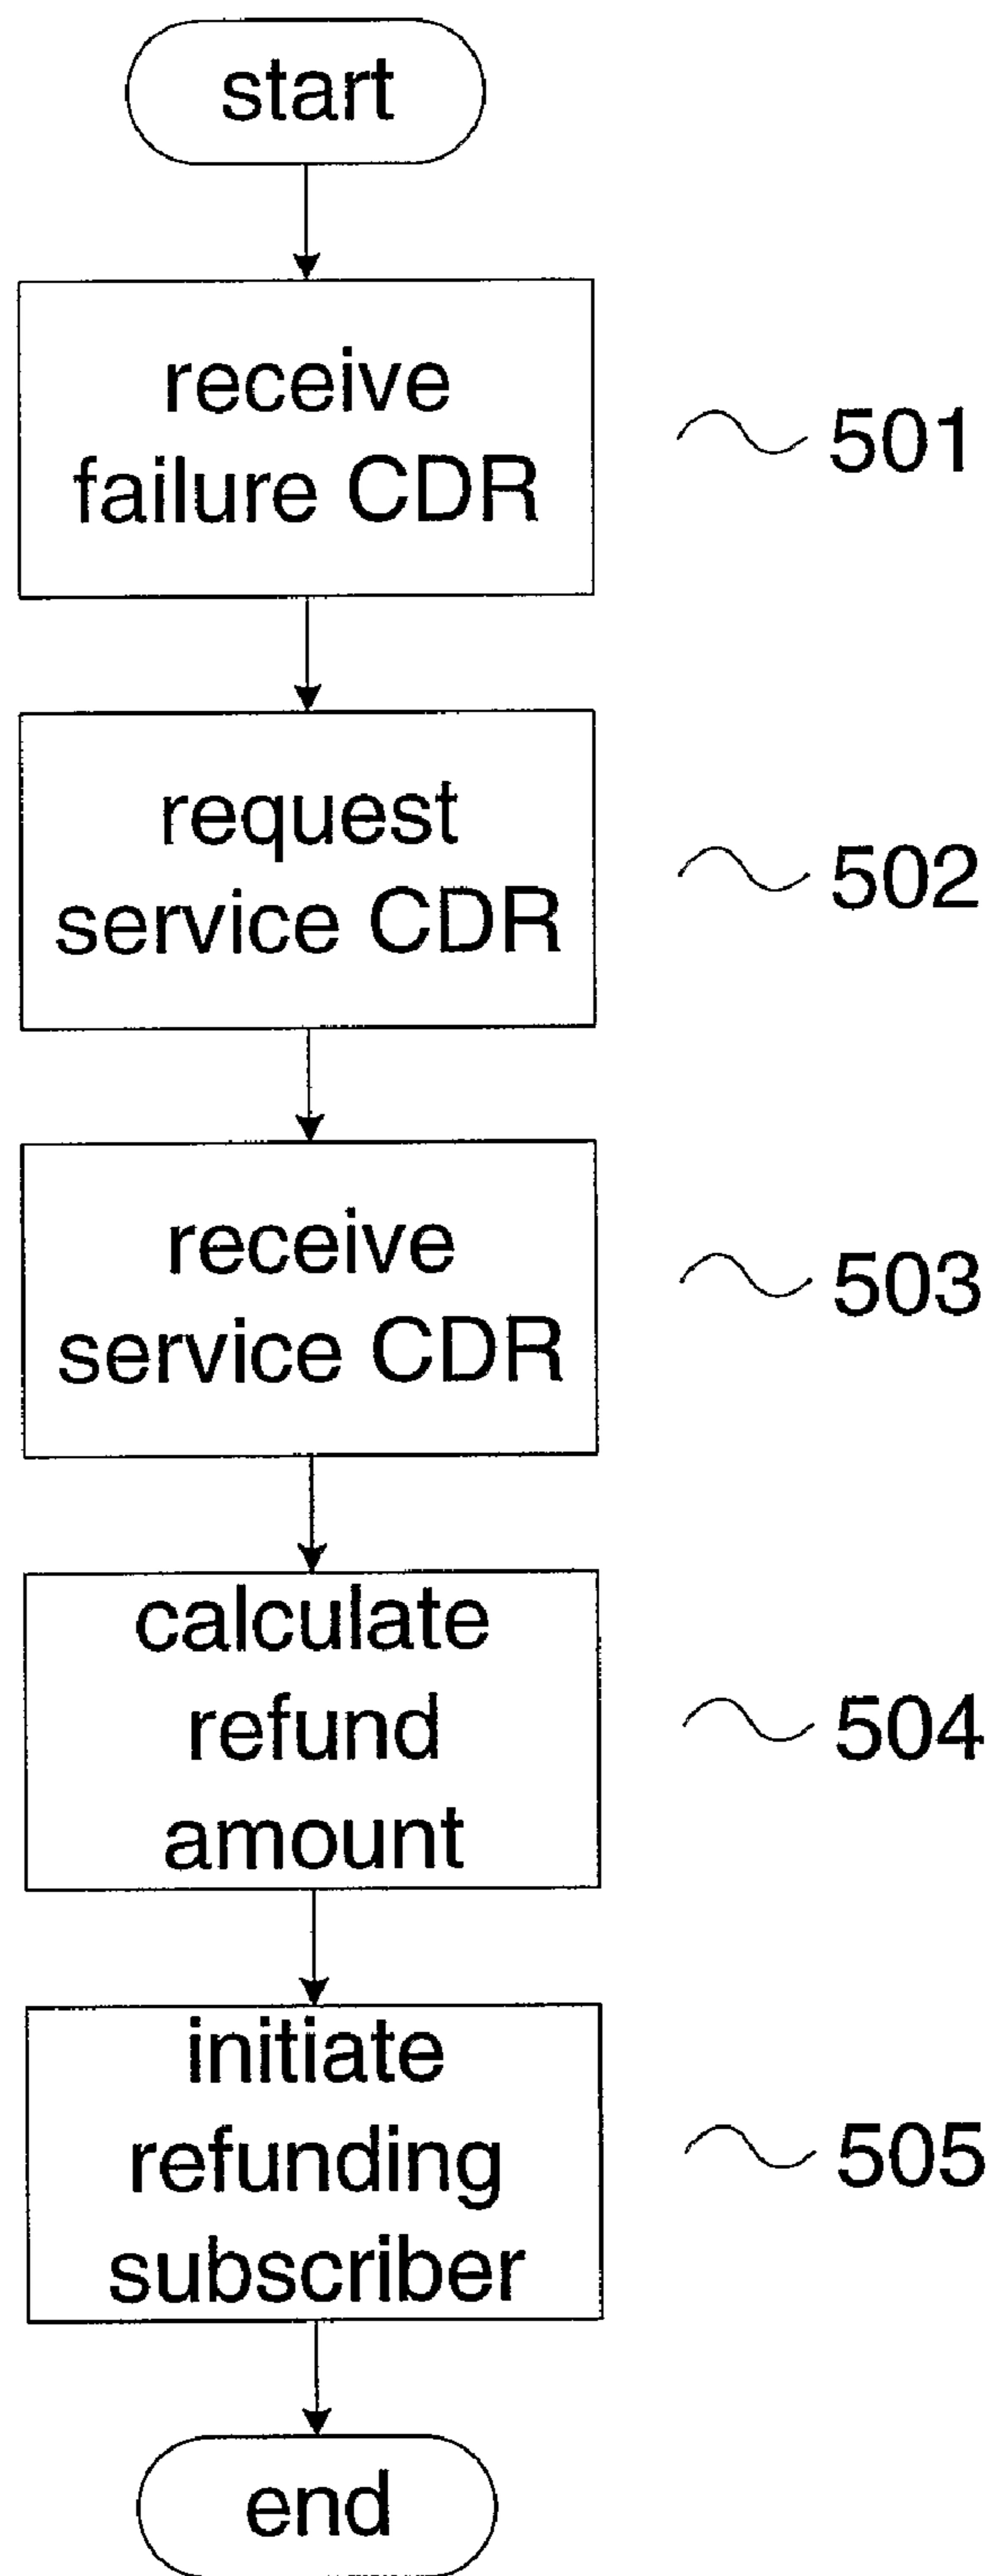 start
receive
failure CDR
501
request
service CDR
502
receive
service CDR
503
calculate
refund
amount
504
initiate
refunding
subscriber
505
end